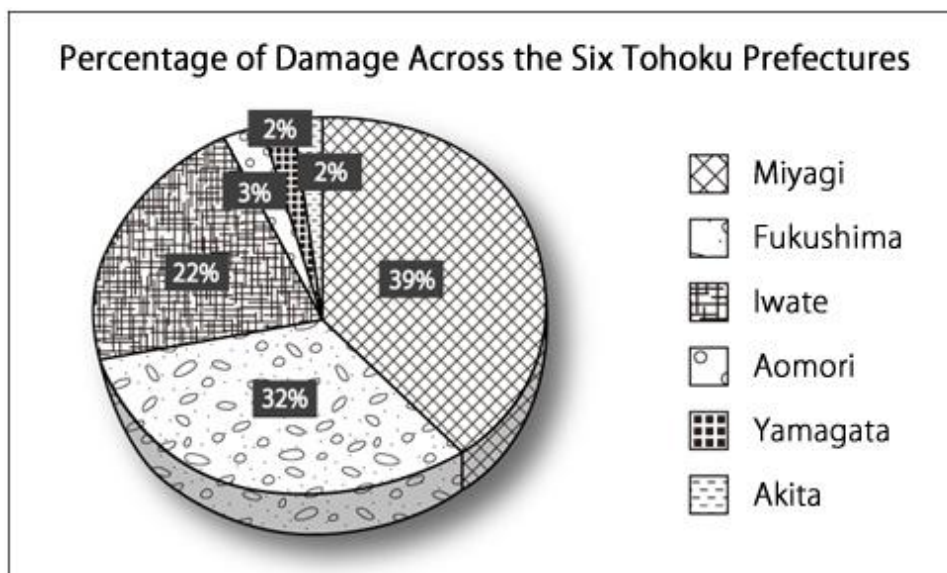 Percentage of Damage Across the Six Tohoku Prefectures
2%
2%
3%
22%
39%
32%
Miyagi
Fukushima
Iwate
Aomori
Yamagata
Akita